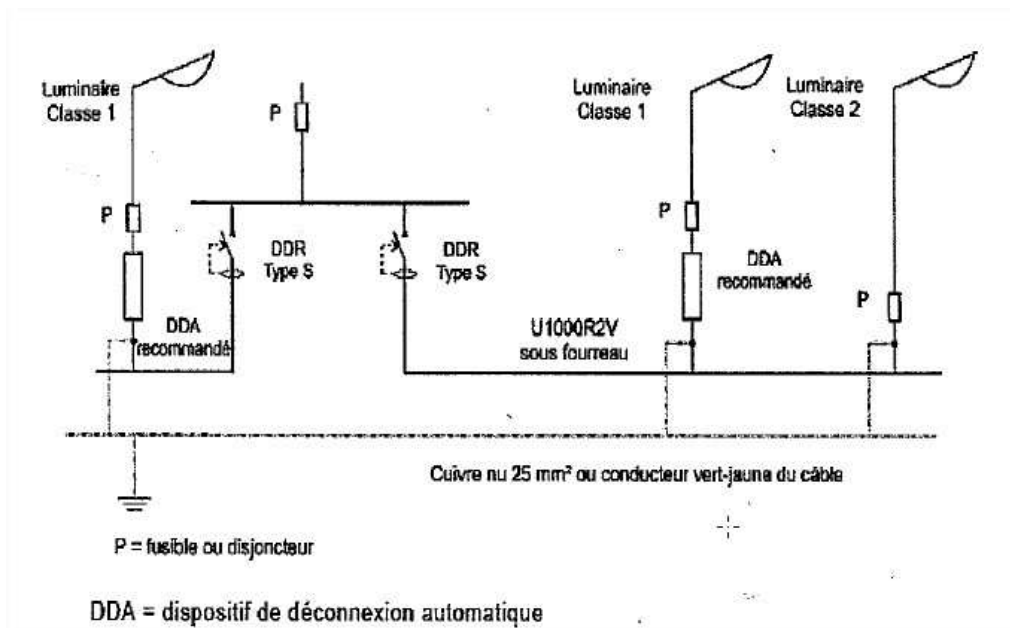 Luminaire
Classe 1
P
P
DDR
Type S
DDR
Type S
DDA
recommandé
Luminaire
Classe 1
P
DDA
recommandé
Luminaire
Classe 2
P
U1000R2V
sous fourreau
Cuivre nu 25 mm² ou conducteur vert-jaune du câble
P = fusible ou disjoncteur
DDA = dispositif de déconnexion automatique